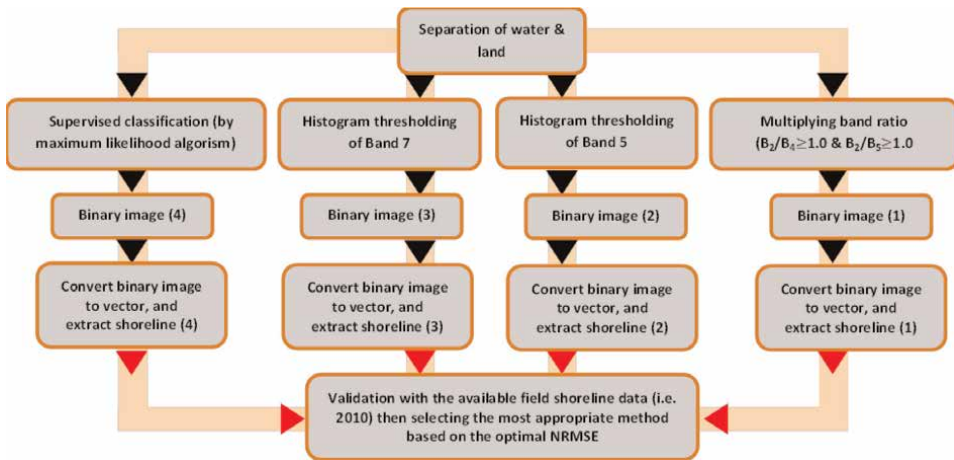 Separation of water &
land
Supervised classification (by
maximum likelihood algorism)
Histogram thresholding
of Band 7
Histogram thresholding
of Band 5
Multiplying band ratio
(B₂/B₄≥1.0 & B₂/B₅≥1.0
Binary image (4)
Binary image (3)
Binary image (2)
Binary image (1)
Convert binary image
to vector, and
extract shoreline (4)
Convert binary image
to vector, and
extract shoreline (3)
Convert binary image
to vector, and
extract shoreline (2)
Convert binary image
to vector, and
extract shoreline (1)
Validation with the available field shoreline data (i.e.
2010) then selecting the most appropriate method
based on the optimal NRMSE